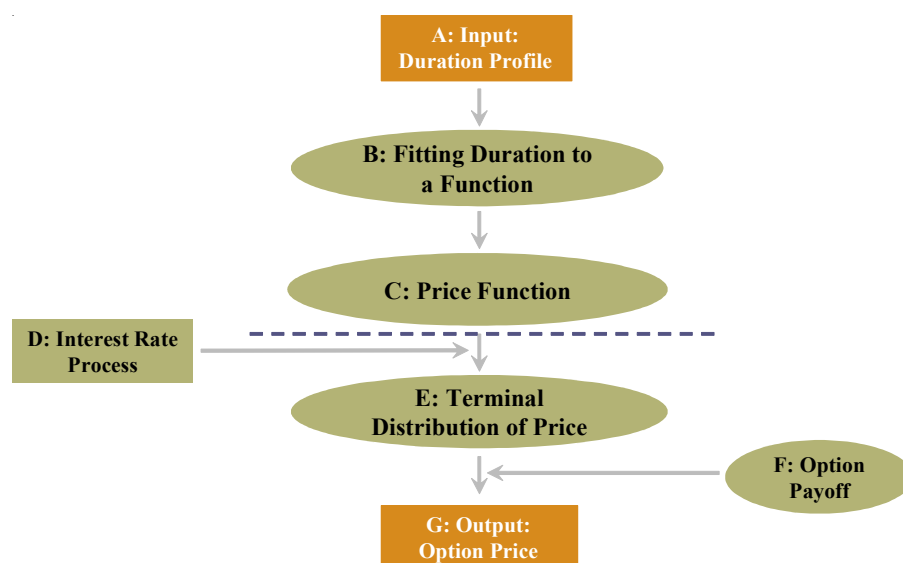 A: Input:
Duration Profile
B: Fitting Duration to
a Function
C: Price Function
D: Interest Rate
Process
E: Terminal
Distribution of Price
F: Option
Payoff
G: Output:
Option Price